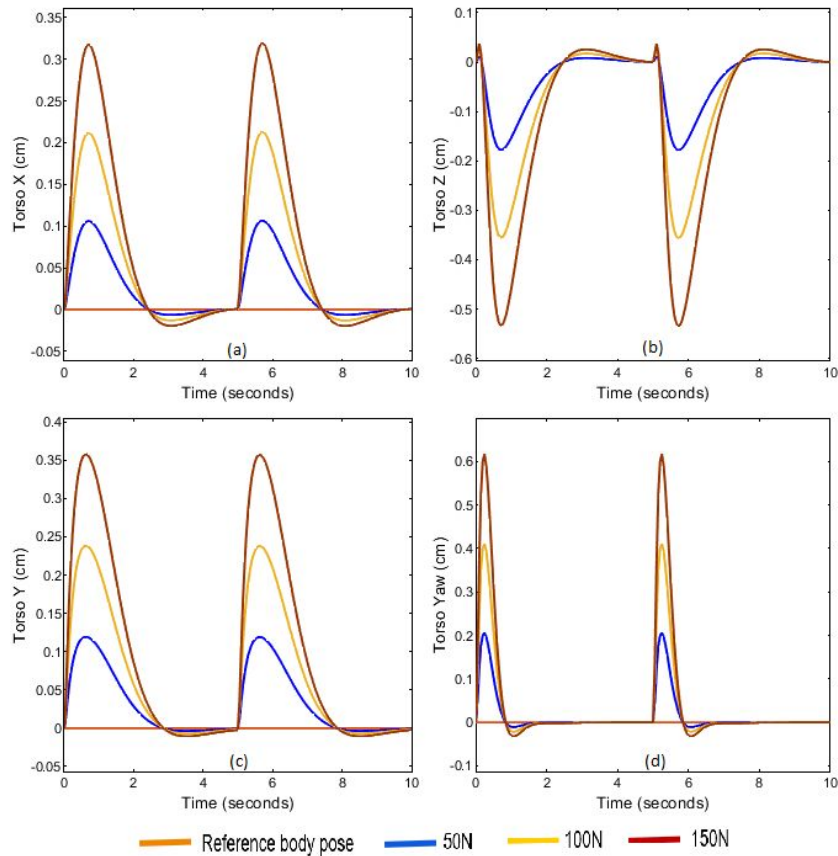 Torso X (cm)
0.35
0.3
0.25
0.2
0.15
0.1
0.05
0
-0.05
(a)
0 2 4 6 8 10
Time (seconds)
Torso Z (cm)
0.1
0
-0.1
-0.2
-0.3
-0.4
-0.5
-0.6
(b)
0 2 4 6 8 10
Time (seconds)
Torso Y (cm)
0.4
0.35
0.3
0.25
0.2
0.15
0.1
0.05
0
-0.05
(c)
0 2 4 6 8 10
Time (seconds)
Torso Yaw (cm)
0.6
0.5
0.4
0.3
0.2
0.1
0
-0.1
(d)
0 2 4 6 8 10
Time (seconds)
Reference body pose 50N 100N 150N